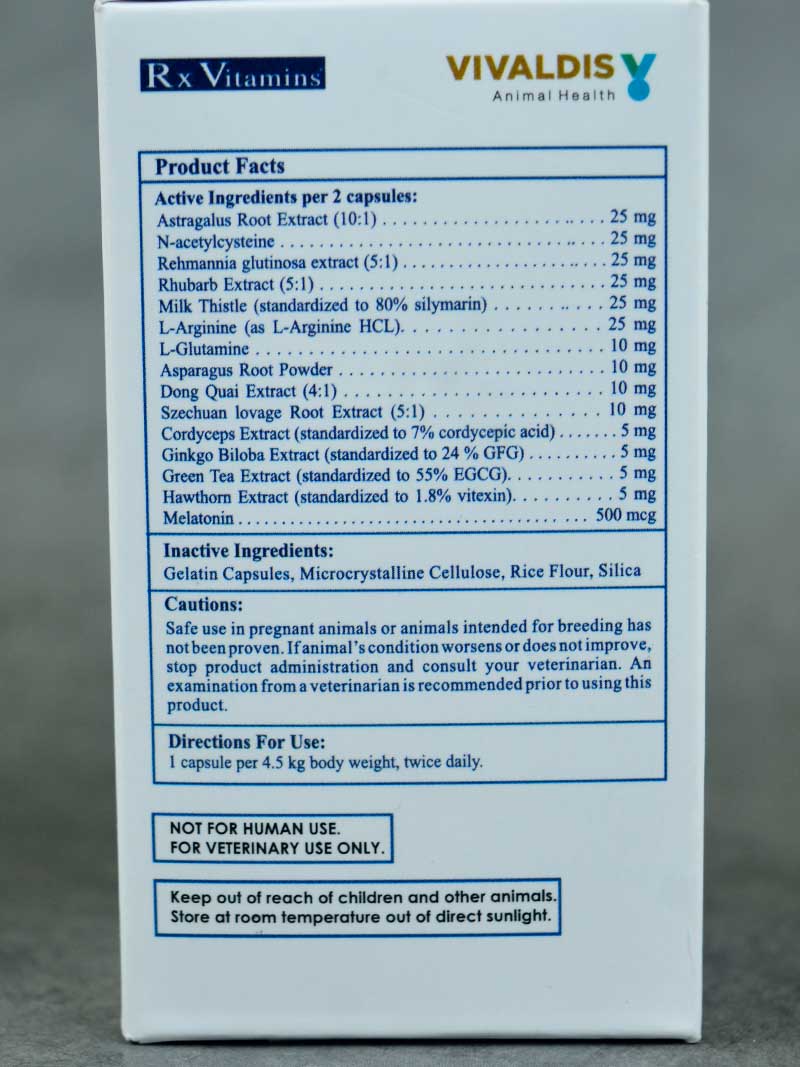 Rx Vitamins
VIVALDIS
Animal Health
Product Facts
Active Ingredients per 2 capsules:
Astragalus Root Extract (10:1) . . . . . . . . . . . . . . . . . . . . . . . 25 mg
N-acetylcysteine . . . . . . . . . . . . . . . . . . . . . . . . . . . . . . . . . 25 mg
Rehmannia glutinosa extract (5:1) . . . . . . . . . . . . . . . . . . . . . 25 mg
Rhubarb Extract (5:1) . . . . . . . . . . . . . . . . . . . . . . . . . . . . . 25 mg
Milk Thistle (standardized to 80% silymarin) . . . . . . . . . . . . 25 mg
L-Arginine (as L-Arginine HCL). . . . . . . . . . . . . . . . . . . . . 25 mg
L-Glutamine . . . . . . . . . . . . . . . . . . . . . . . . . . . . . . . . . . . 10 mg
Asparagus Root Powder . . . . . . . . . . . . . . . . . . . . . . . . . . . 10 mg
Dong Quai Extract (4:1) . . . . . . . . . . . . . . . . . . . . . . . . . . 10 mg
Szechuan lovage Root Extract (5:1) . . . . . . . . . . . . . . . . . 10 mg
Cordyceps Extract (standardized to 7% cordycepic acid) . . . . . . . 5 mg
Ginkgo Biloba Extract (standardized to 24 % GFG) . . . . . . . . . . 5 mg
Green Tea Extract (standardized to 55% EGCG). . . . . . . . . . . . 5 mg
Hawthorn Extract (standardized to 1.8% vitexin). . . . . . . . . . . 5 mg
Melatonin . . . . . . . . . . . . . . . . . . . . . . . . . . . . . . . . . . . . . 500 mcg
Inactive Ingredients:
Gelatin Capsules, Microcrystalline Cellulose, Rice Flour, Silica
Cautions:
Safe use in pregnant animals or animals intended for breeding has
not been proven. If animal's condition worsens or does not improve,
stop product administration and consult your veterinarian. An
examination from a veterinarian is recommended prior to using this
product.
Directions For Use:
1 capsule per 4.5 kg body weight, twice daily.
NOT FOR HUMAN USE.
FOR VETERINARY USE ONLY.
Keep out of reach of children and other animals.
Store at room temperature out of direct sunlight.